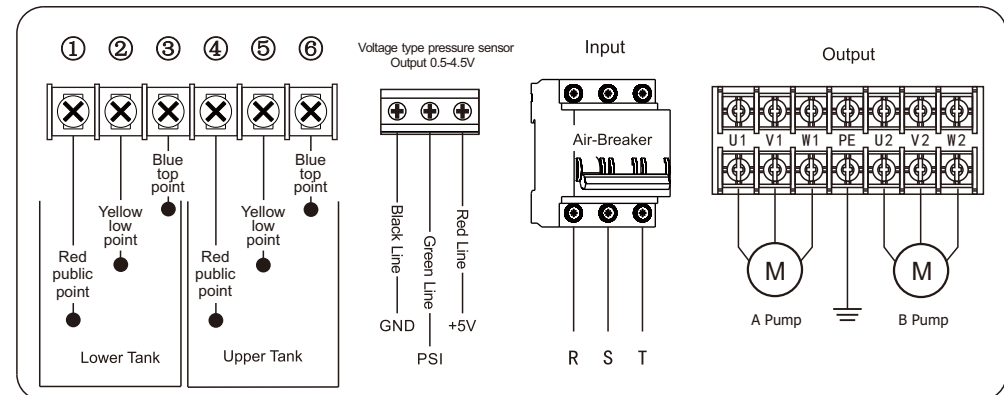 ① ② ③ ④ ⑤ ⑥
Blue
top
point
Yellow
low
point
Red
public
point
Lower Tank
Blue
top
point
Yellow
low
point
Red
public
point
Upper Tank
Voltage type pressure sensor
Output 0.5-4.5V
Black Line
Green Line
Red Line
GND
PSI
+5V
Input
Air-Breaker
R S T
Output
U1 V1 W1 PE U2 V2 W2
M
M
A Pump
B Pump